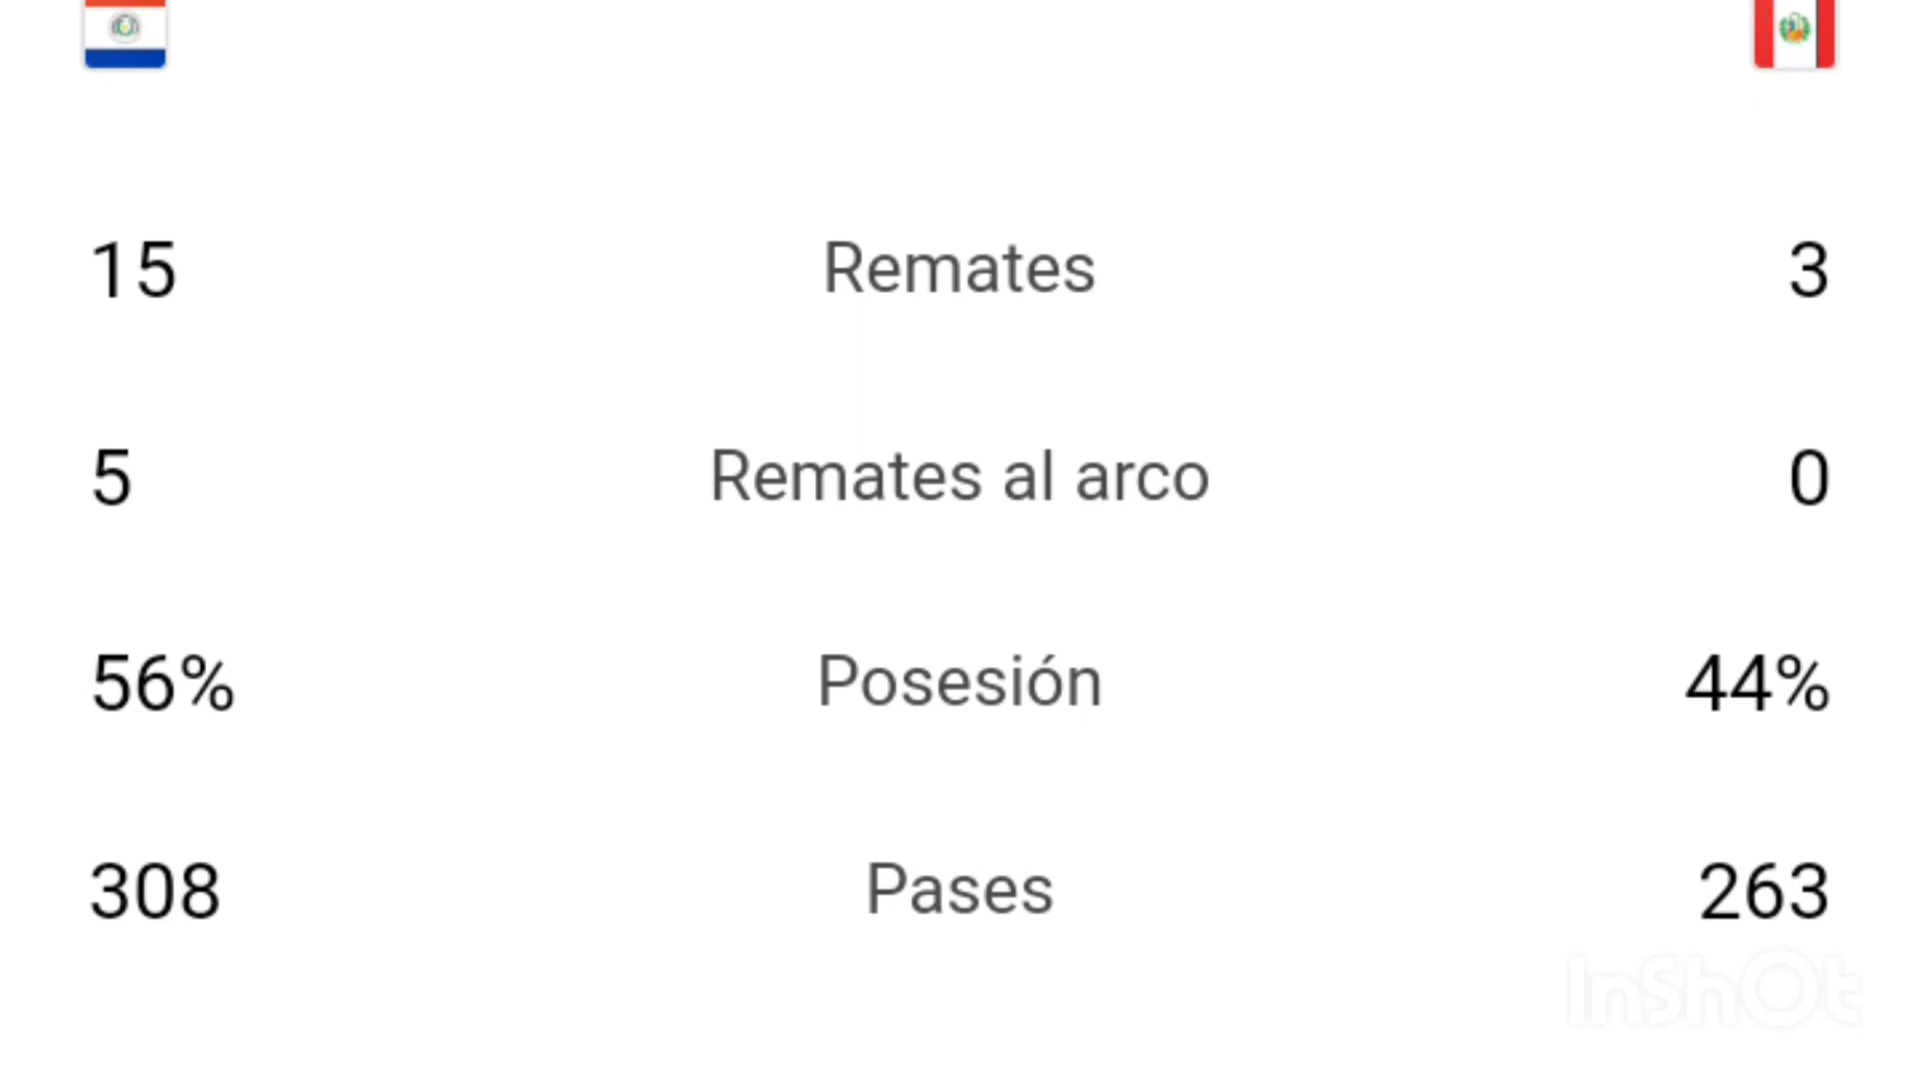 15 Remates 3
5 Remates al arco 0
56% Posesión 44%
308 Pases 263
InShOt